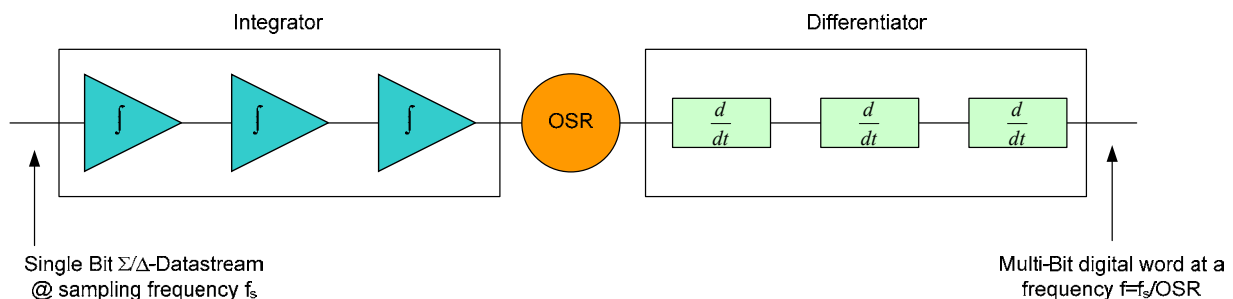 Integrator
Differentiator
∫ ∫ ∫ OSR d/dt d/dt d/dt
Single Bit Σ/Δ-Datastream
@ sampling frequency fs
Multi-Bit digital word at a
frequency f=fs/OSR